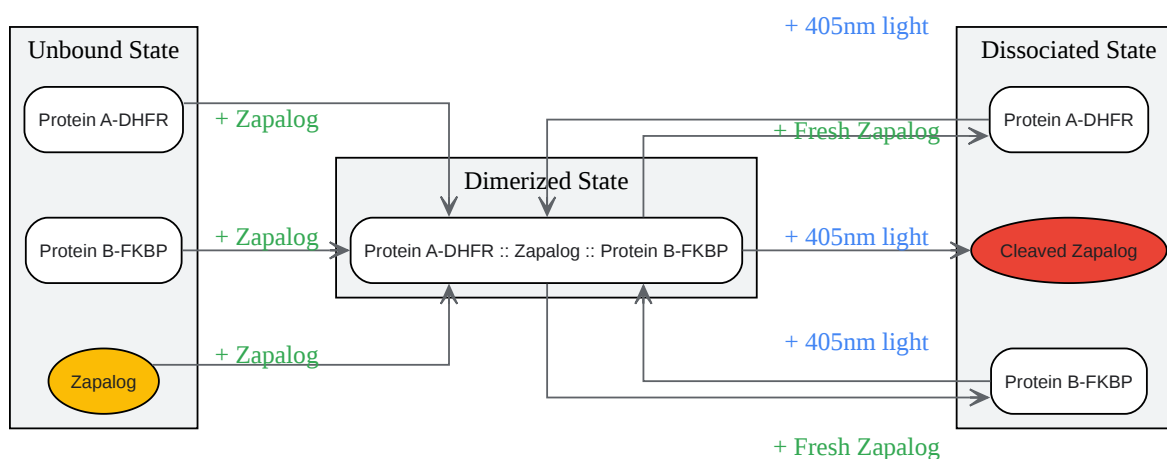 + 405nm light
Unbound State
Dissociated State
Protein A-DHFR
+ Zapalog
+ Fresh Zapalog
Protein A-DHFR
Dimerized State
Protein B-FKBP
+ Zapalog
Protein A-DHFR :: Zapalog :: Protein B-FKBP
+ 405nm light
Cleaved Zapalog
+ 405nm light
+ Zapalog
Zapalog
Protein B-FKBP
+ Fresh Zapalog